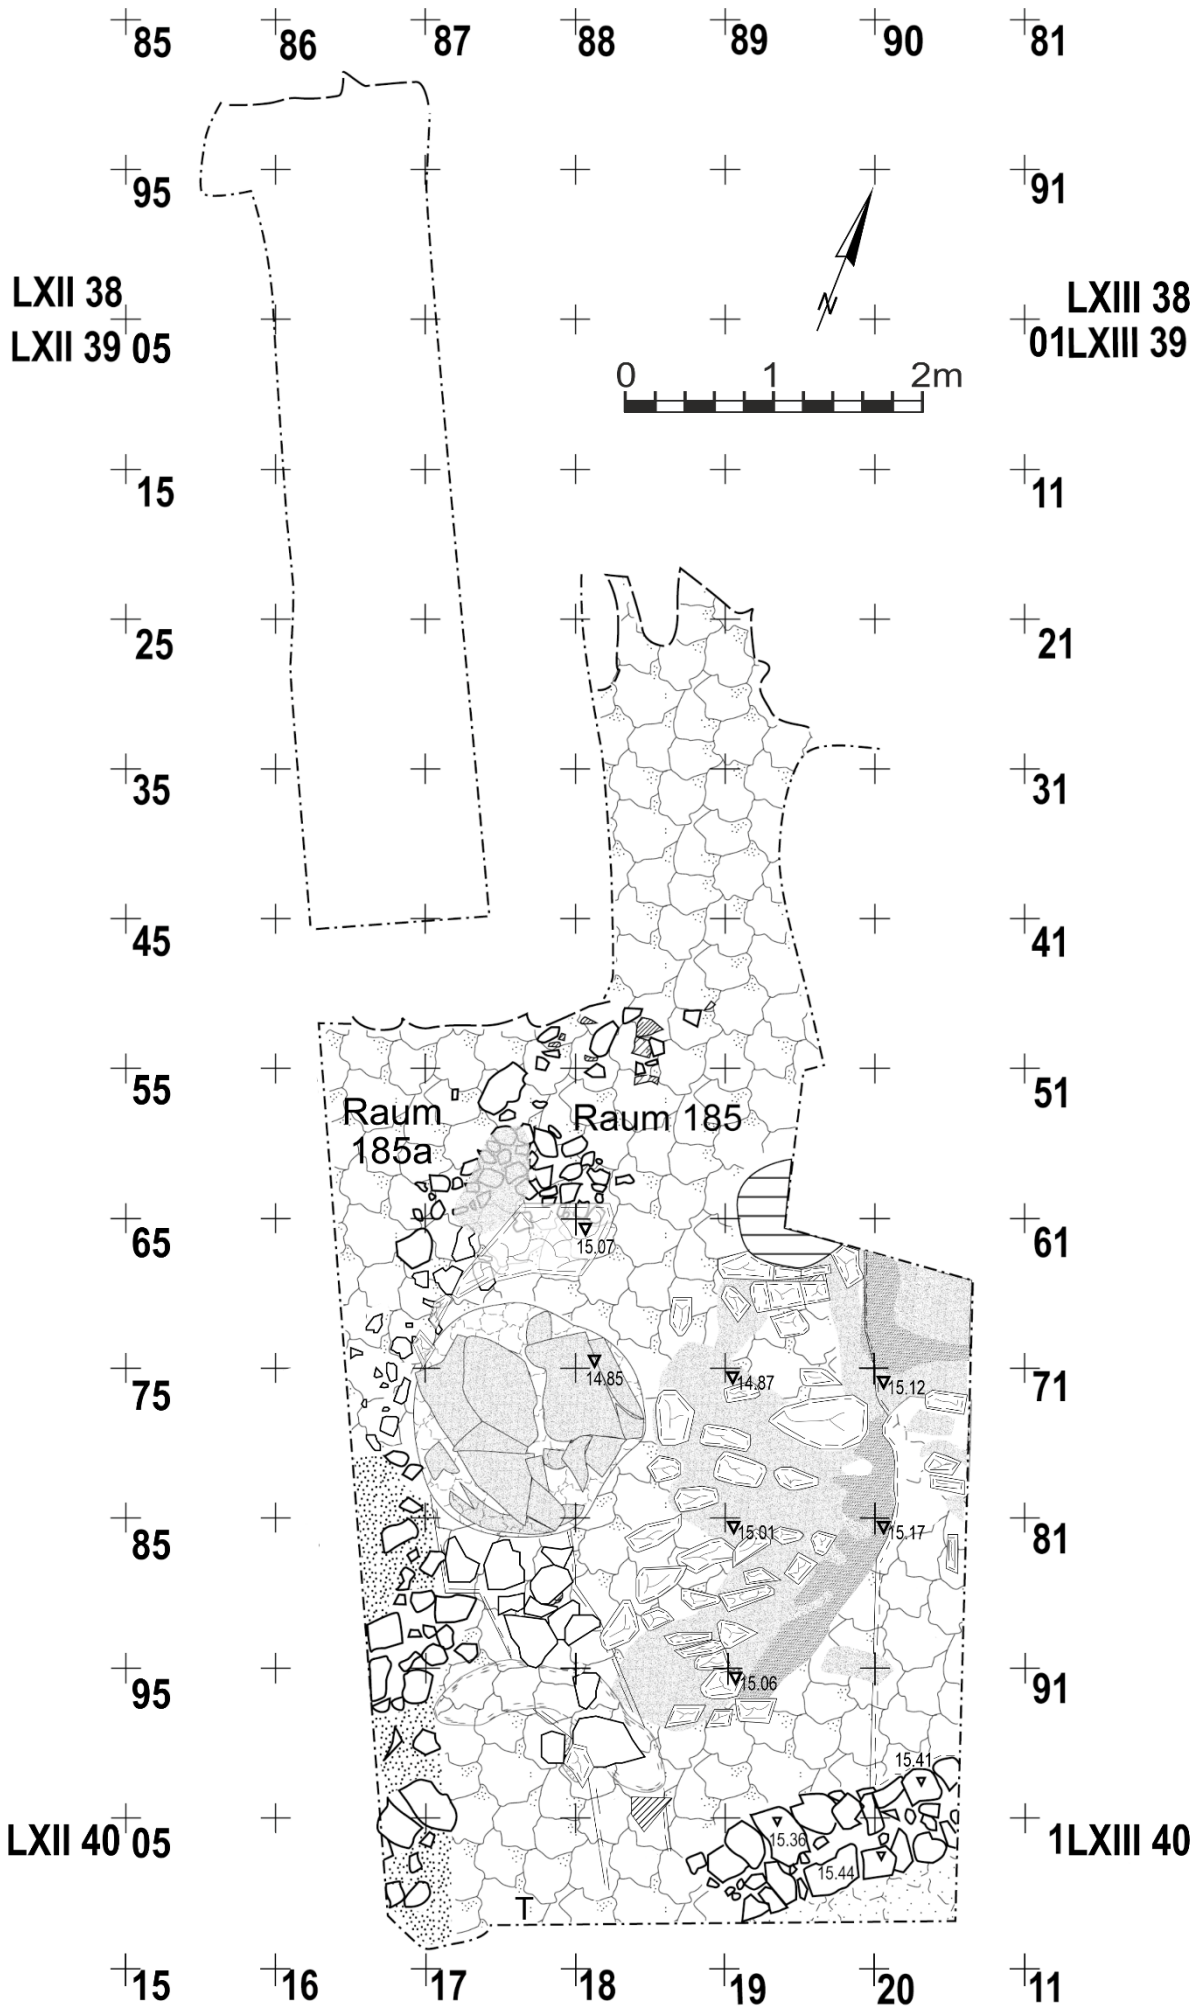 85 86 87 88 89 90 81
95 91
LXII 38 LXIII 38
LXII 39 05 01 LXIII 39
N
0 1 2m
15 11
25 21
35 31
45 41
55 51
Raum 185a
Raum 185
65 61
15.07
75 71
14.85 14.87 15.12
85 81
15.01 15.17
95 91
15.06
15.41
LXII 40 05 1LXIII 40
15.36
15.44
T
15 16 17 18 19 20 11